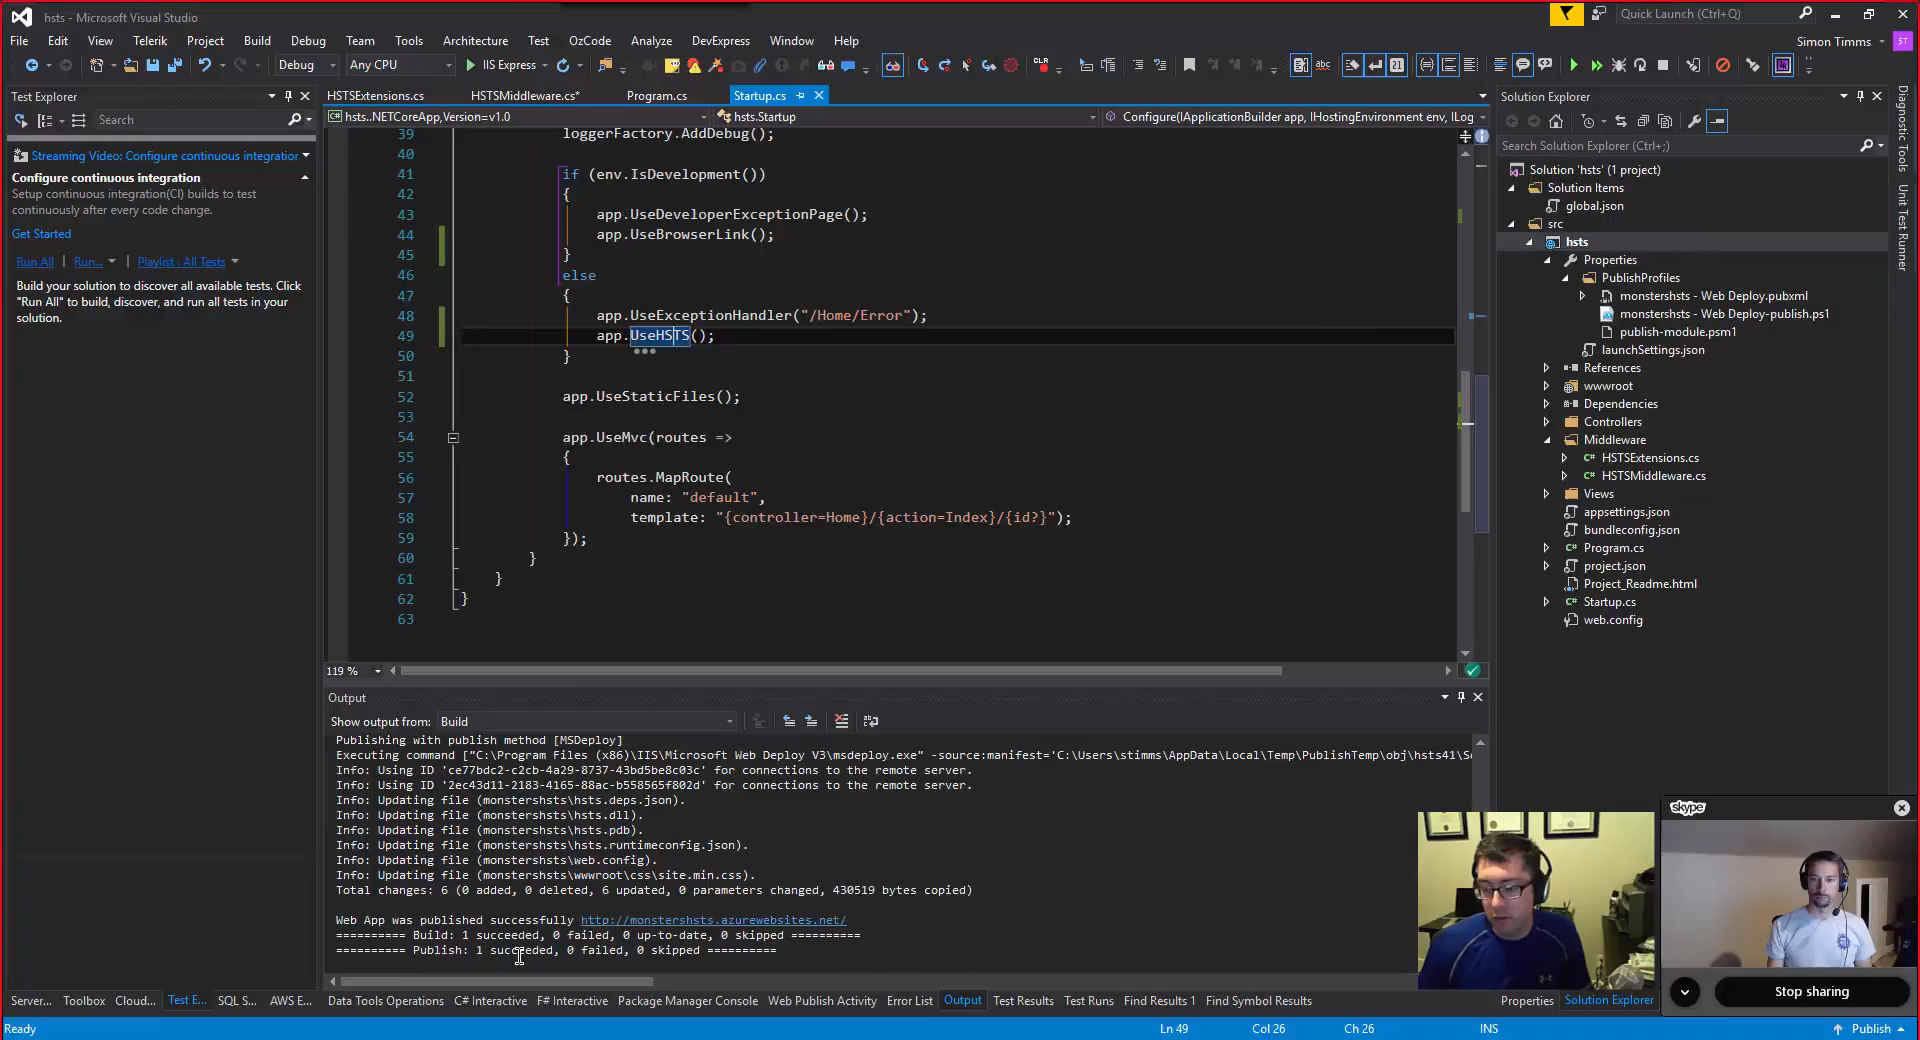 hsts - Microsoft Visual Studio
Quick Launch (Ctrl+Q)
File Edit View Telerik Project Build Debug Team Tools Architecture Test OzCode Analyze DevExpress Window Help
Simon Timms ST
Debug Any CPU IIS Express
Test Explorer
Search
Streaming Video: Configure continuous integration
Configure continuous integration
Setup continuous integration(CI) builds to test
continuously after every code change.
Get Started
Run All | Run... | Playlist : All Tests
Build your solution to discover all available tests. Click
"Run All" to build, discover, and run all tests in your
solution.
HSTSExtensions.cs HSTSMiddleware.cs* Program.cs Startup.cs
hsts..NETCoreApp,Version=v1.0 hsts.Startup Configure(IApplicationBuilder app, IHostingEnvironment env, ILog
39 loggerFactory.AddDebug();
40
41 if (env.IsDevelopment())
42 {
43 app.UseDeveloperExceptionPage();
44 app.UseBrowserLink();
45 }
46 else
47 {
48 app.UseExceptionHandler("/Home/Error");
49 app.UseHSTS();
50 }
51
52 app.UseStaticFiles();
53
54 app.UseMvc(routes =>
55 {
56 routes.MapRoute(
57 name: "default",
58 template: "{controller=Home}/{action=Index}/{id?}");
59 });
60 }
61 }
62 }
63
119 %
Output
Show output from: Build
Publishing with publish method [MSDeploy]
Executing command ["C:\Program Files (x86)\IIS\Microsoft Web Deploy V3\msdeploy.exe" -source:manifest='C:\Users\stimms\AppData\Local\Temp\PublishTemp\obj\hsts41\S
Info: Using ID 'ce77bdc2-c2cb-4a29-8737-43bd5be8c03c' for connections to the remote server.
Info: Using ID '2ec43d11-2183-4165-88ac-b558565f802d' for connections to the remote server.
Info: Updating file (monstershsts\hsts.deps.json).
Info: Updating file (monstershsts\hsts.dll).
Info: Updating file (monstershsts\hsts.pdb).
Info: Updating file (monstershsts\hsts.runtimeconfig.json).
Info: Updating file (monstershsts\web.config).
Info: Updating file (monstershsts\wwwroot\css\site.min.css).
Total changes: 6 (0 added, 0 deleted, 6 updated, 0 parameters changed, 430519 bytes copied)
Web App was published successfully http://monstershsts.azurewebsites.net/
========== Build: 1 succeeded, 0 failed, 0 up-to-date, 0 skipped ==========
========== Publish: 1 succeeded, 0 failed, 0 skipped ==========
Solution Explorer
Search Solution Explorer (Ctrl+;)
Solution 'hsts' (1 project)
Solution Items
global.json
src
hsts
Properties
PublishProfiles
monstershsts - Web Deploy.pubxml
monstershsts - Web Deploy-publish.ps1
publish-module.psm1
launchSettings.json
References
wwwroot
Dependencies
Controllers
Middleware
HSTSExtensions.cs
HSTSMiddleware.cs
Views
appsettings.json
bundleconfig.json
Program.cs
project.json
Project_Readme.html
Startup.cs
web.config
Diagnostic Tools
Unit Test Runner
skype
Stop sharing
Server... Toolbox Cloud... Test E... SQL S... AWS E... Data Tools Operations C# Interactive F# Interactive Package Manager Console Web Publish Activity Error List Output Test Results Test Runs Find Results 1 Find Symbol Results Properties Solution Explorer
Ready Ln 49 Col 26 Ch 26 INS Publish